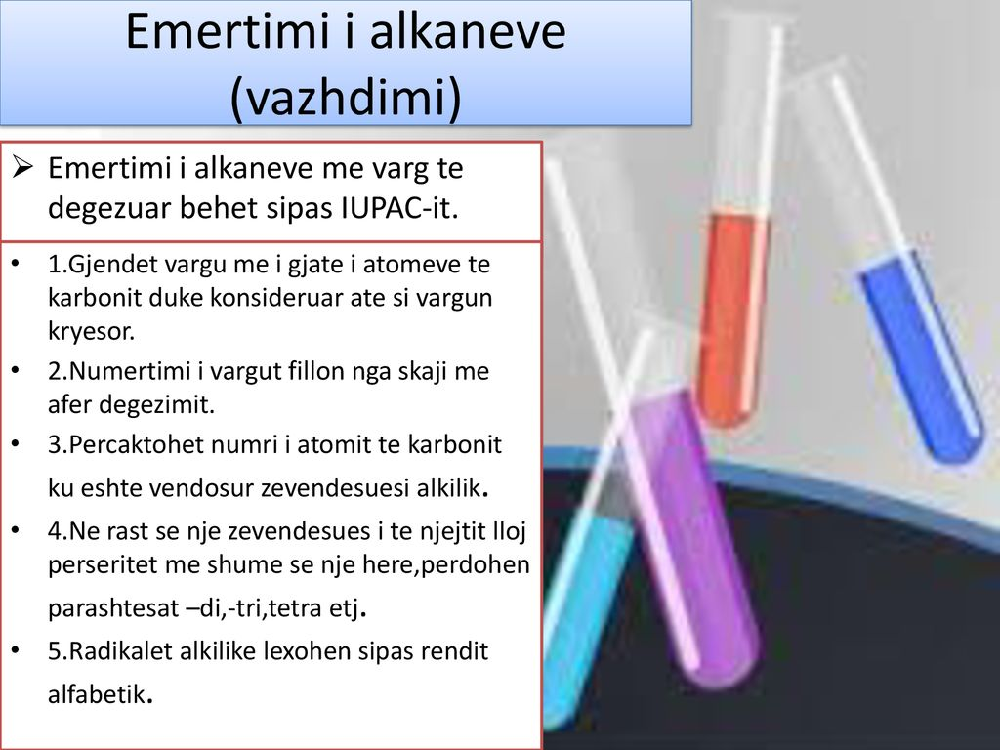 Emertimi i alkaneve
(vazhdimi)
➢ Emertimi i alkaneve me varg te
degezuar behet sipas IUPAC-it.
• 1.Gjendet vargu me i gjate i atomeve te
karbonit duke konsideruar ate si vargun
kryesor.
• 2.Numertimi i vargut fillon nga skaji me
afer degezimit.
• 3.Percaktohet numri i atomit te karbonit
ku eshte vendosur zevendesuesi alkilik.
• 4.Ne rast se nje zevendesues i te njejtit lloj
perseritet me shume se nje here,perdohen
parashtesat –di,-tri,tetra etj.
• 5.Radikalet alkilike lexohen sipas rendit
alfabetik.